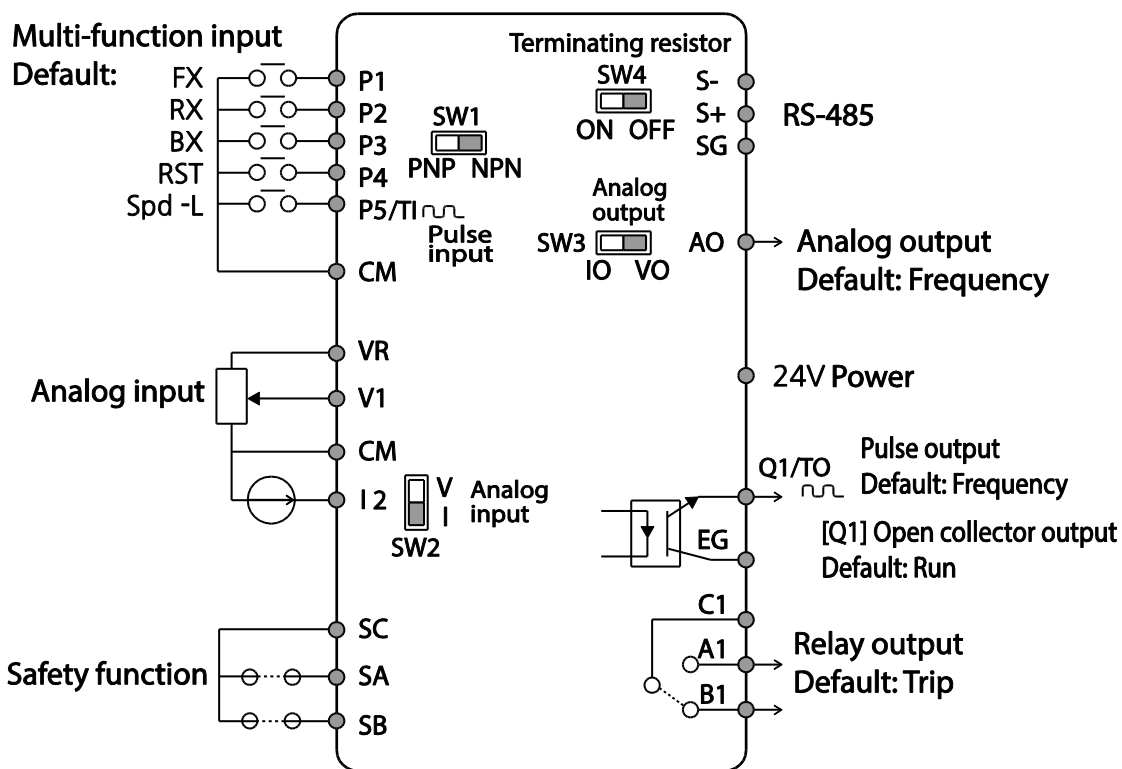 Multi-function input
Default:
FX
P1
RX
P2
BX
P3
RST
P4
Spd -L
P5/TI
Pulse
input
CM
SW1
PNP NPN
Terminating resistor
SW4
ON OFF
S-
S+
SG
RS-485
Analog
output
SW3
IO VO
AO
Analog output
Default: Frequency
VR
Analog input
V1
CM
I 2
V
I
Analog
input
SW2
24V Power
Q1/TO
Pulse output
Default: Frequency
EG
[Q1] Open collector output
Default: Run
SC
Safety function
SA
SB
C1
A1
B1
Relay output
Default: Trip